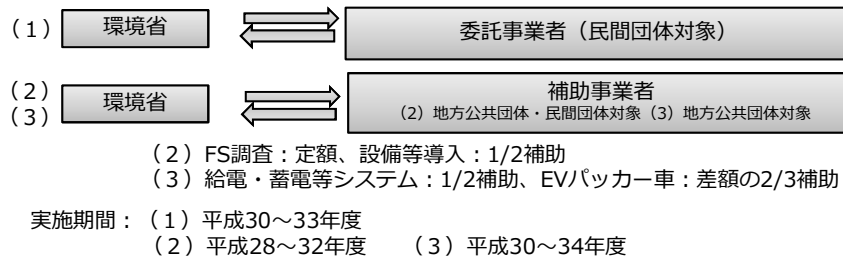 （1） 環境省 委託事業者（民間団体対象）
（2）
（3） 環境省 補助事業者
（2）地方公共団体・民間団体対象（3）地方公共団体対象
（2）FS調査：定額、設備等導入：1/2補助
（3）給電・蓄電等システム：1/2補助、EVパッカー車：差額の2/3補助
実施期間：（1）平成30～33年度
（2）平成28～32年度　（3）平成30～34年度